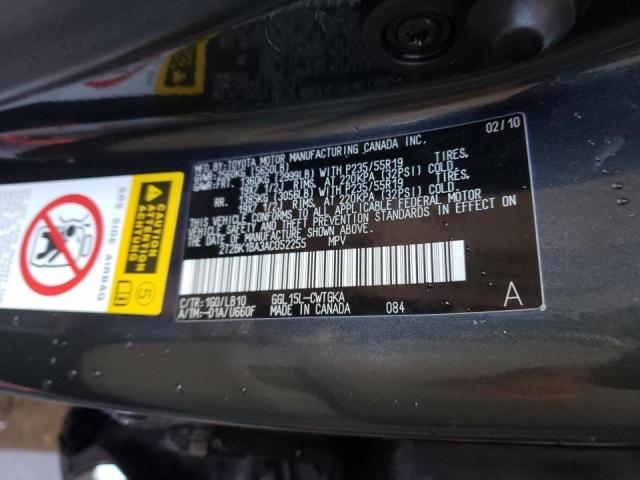 MFD.BY:TOYOTA MOTOR MANUFACTURING CANADA INC. 02/10
GVWR:2560KG (5650LB)
GAWR:FR. 1360KG (2999LB) WITH P235/55R19 TIRES,
19X7 1/2J RIMS, AT 220KPA (32PSI) COLD.
RR. 1385KG (3058LB) WITH P235/55R19 TIRES,
19X7 1/2J RIMS, AT 220KPA (32PSI) COLD.
VEHICLE CONFORMS TO ALL APPLICABLE FEDERAL MOTOR
VEHICLE SAFETY AND THEFT PREVENTION STANDARDS IN EFFECT ON
THE DATE OF MANUFACTURE SHOWN ABOVE.
2T2BK1BA3AC052255 MPV
C/TR:1G0/LB10 GGL15L-CWTGKA A
A/TM:-01A/U660F MADE IN CANADA 084
SRS SIDE AIRBAG
CAUTION
ATTENTION
5